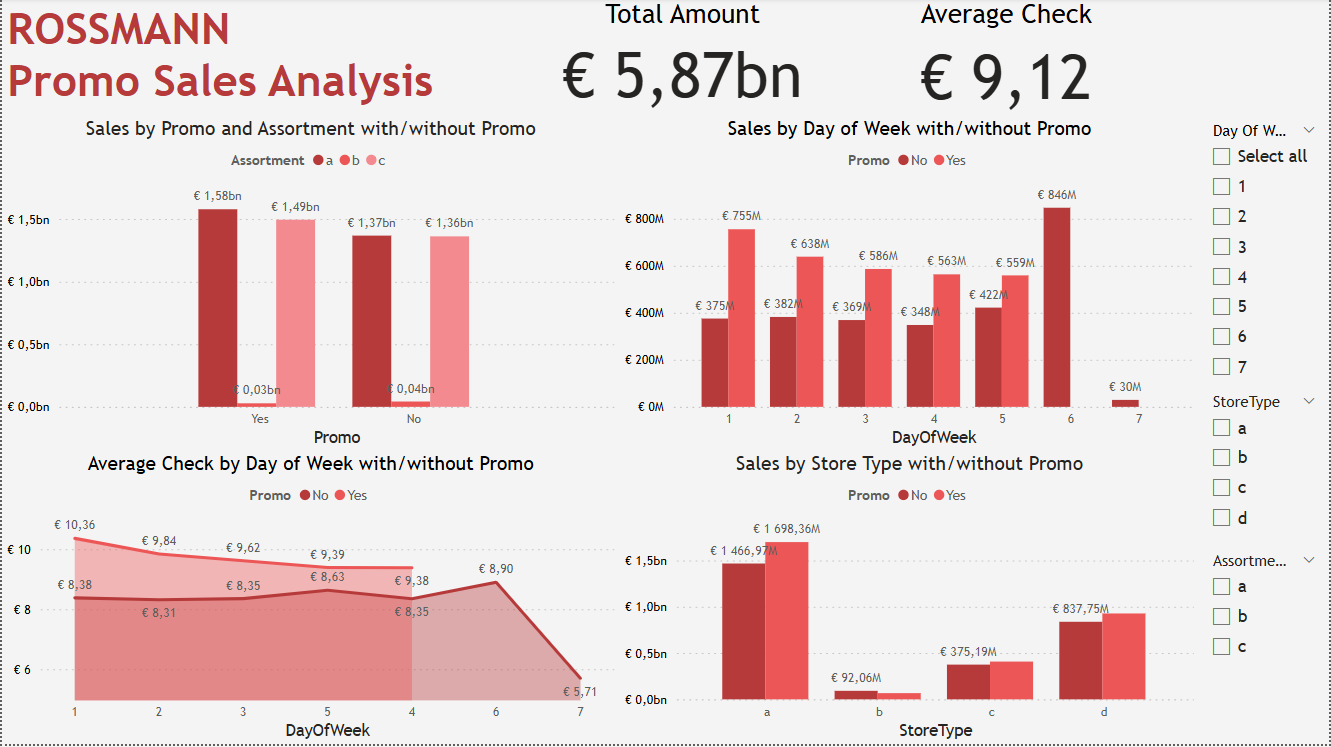 ROSSMANN
Promo Sales Analysis
Total Amount
€ 5,87bn
Average Check
€ 9,12
Sales by Promo and Assortment with/without Promo
Assortment a b c
€ 1,5bn
€ 1,0bn
€ 0,5bn
€ 0,0bn
€ 1,58bn
€ 0,03bn
€ 1,49bn
€ 1,37bn
€ 0,04bn
€ 1,36bn
Yes No
Promo
Sales by Day of Week with/without Promo
Promo No Yes
€ 800M
€ 600M
€ 400M
€ 200M
€ 0M
€ 375M
€ 755M
€ 382M
€ 638M
€ 369M
€ 586M
€ 348M
€ 563M
€ 422M
€ 559M
€ 846M
€ 30M
1 2 3 4 5 6 7
DayOfWeek
Average Check by Day of Week with/without Promo
Promo No Yes
€ 10
€ 8
€ 6
€ 10,36
€ 9,84
€ 9,62
€ 9,39
€ 9,38
€ 8,38
€ 8,31
€ 8,35
€ 8,63
€ 8,35
€ 8,90
€ 5,71
1 2 3 5 4 6 7
DayOfWeek
Sales by Store Type with/without Promo
Promo No Yes
€ 1,5bn
€ 1,0bn
€ 0,5bn
€ 0,0bn
€ 1 466,97M
€ 1 698,36M
€ 92,06M
€ 375,19M
€ 837,75M
a b c d
StoreType
Day Of W...
Select all
1
2
3
4
5
6
7
StoreType
a
b
c
d
Assortme...
a
b
c